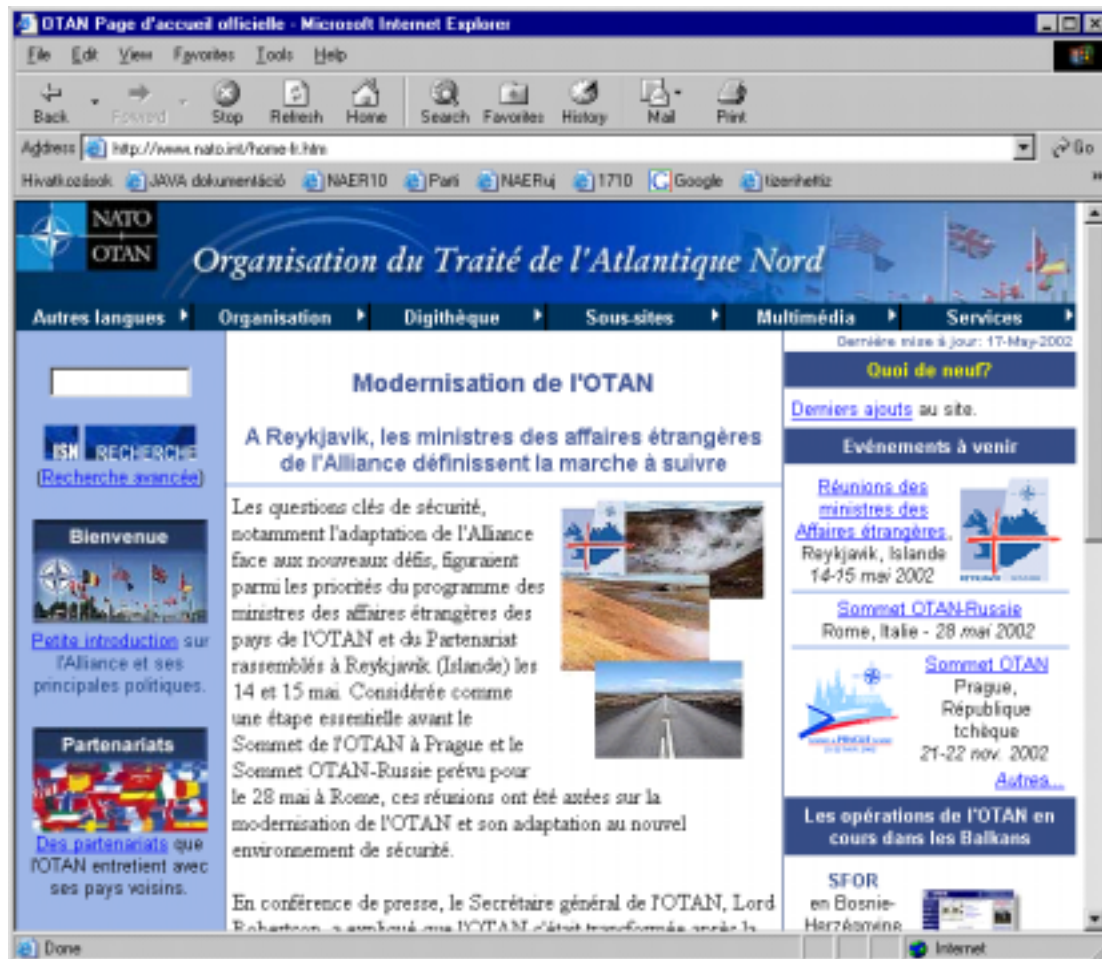 OTAN Page d'accueil officielle - Microsoft Internet Explorer
File Edit View Favorites Tools Help
Back Forward Stop Refresh Home Search Favorites History Mail Print
Address http://www.nato.int/home-fr.htm Go
Hivatkozások JAVA dokumentáció NAER10 Parti NAERuj 1710 Google tizenhettiz
NATO
OTAN
Organisation du Traité de l'Atlantique Nord
Autres langues Organisation Digithèque Sous-sites Multimédia Services
Dernière mise à jour: 17-May-2002
ISN RECHERCHE
(Recherche avancée)
Bienvenue
Petite introduction sur
l'Alliance et ses
principales politiques.
Partenariats
Des partenariats que
l'OTAN entretient avec
ses pays voisins.
Modernisation de l'OTAN
A Reykjavik, les ministres des affaires étrangères
de l'Alliance définissent la marche à suivre
Les questions clés de sécurité,
notamment l'adaptation de l'Alliance
face aux nouveaux défis, figuraient
parmi les priorités du programme des
ministres des affaires étrangères des
pays de l'OTAN et du Partenariat
rassemblés à Reykjavik (Islande) les
14 et 15 mai. Considérée comme
une étape essentielle avant le
Sommet de l'OTAN à Prague et le
Sommet OTAN-Russie prévu pour
le 28 mai à Rome, ces réunions ont été axées sur la
modernisation de l'OTAN et son adaptation au nouvel
environnement de sécurité.
En conférence de presse, le Secrétaire général de l'OTAN, Lord
Robertson, a expliqué que l'OTAN s'était transformée après la
Quoi de neuf?
Derniers ajouts au site.
Evénements à venir
Réunions des
ministres des
Affaires étrangères,
Reykjavik, Islande
14-15 mai 2002
Sommet OTAN-Russie
Rome, Italie - 28 mai 2002
Sommet OTAN
Prague,
République
tchèque
21-22 nov. 2002
Autres...
Les opérations de l'OTAN en
cours dans les Balkans
SFOR
en Bosnie-
Herzégovine
Done Internet